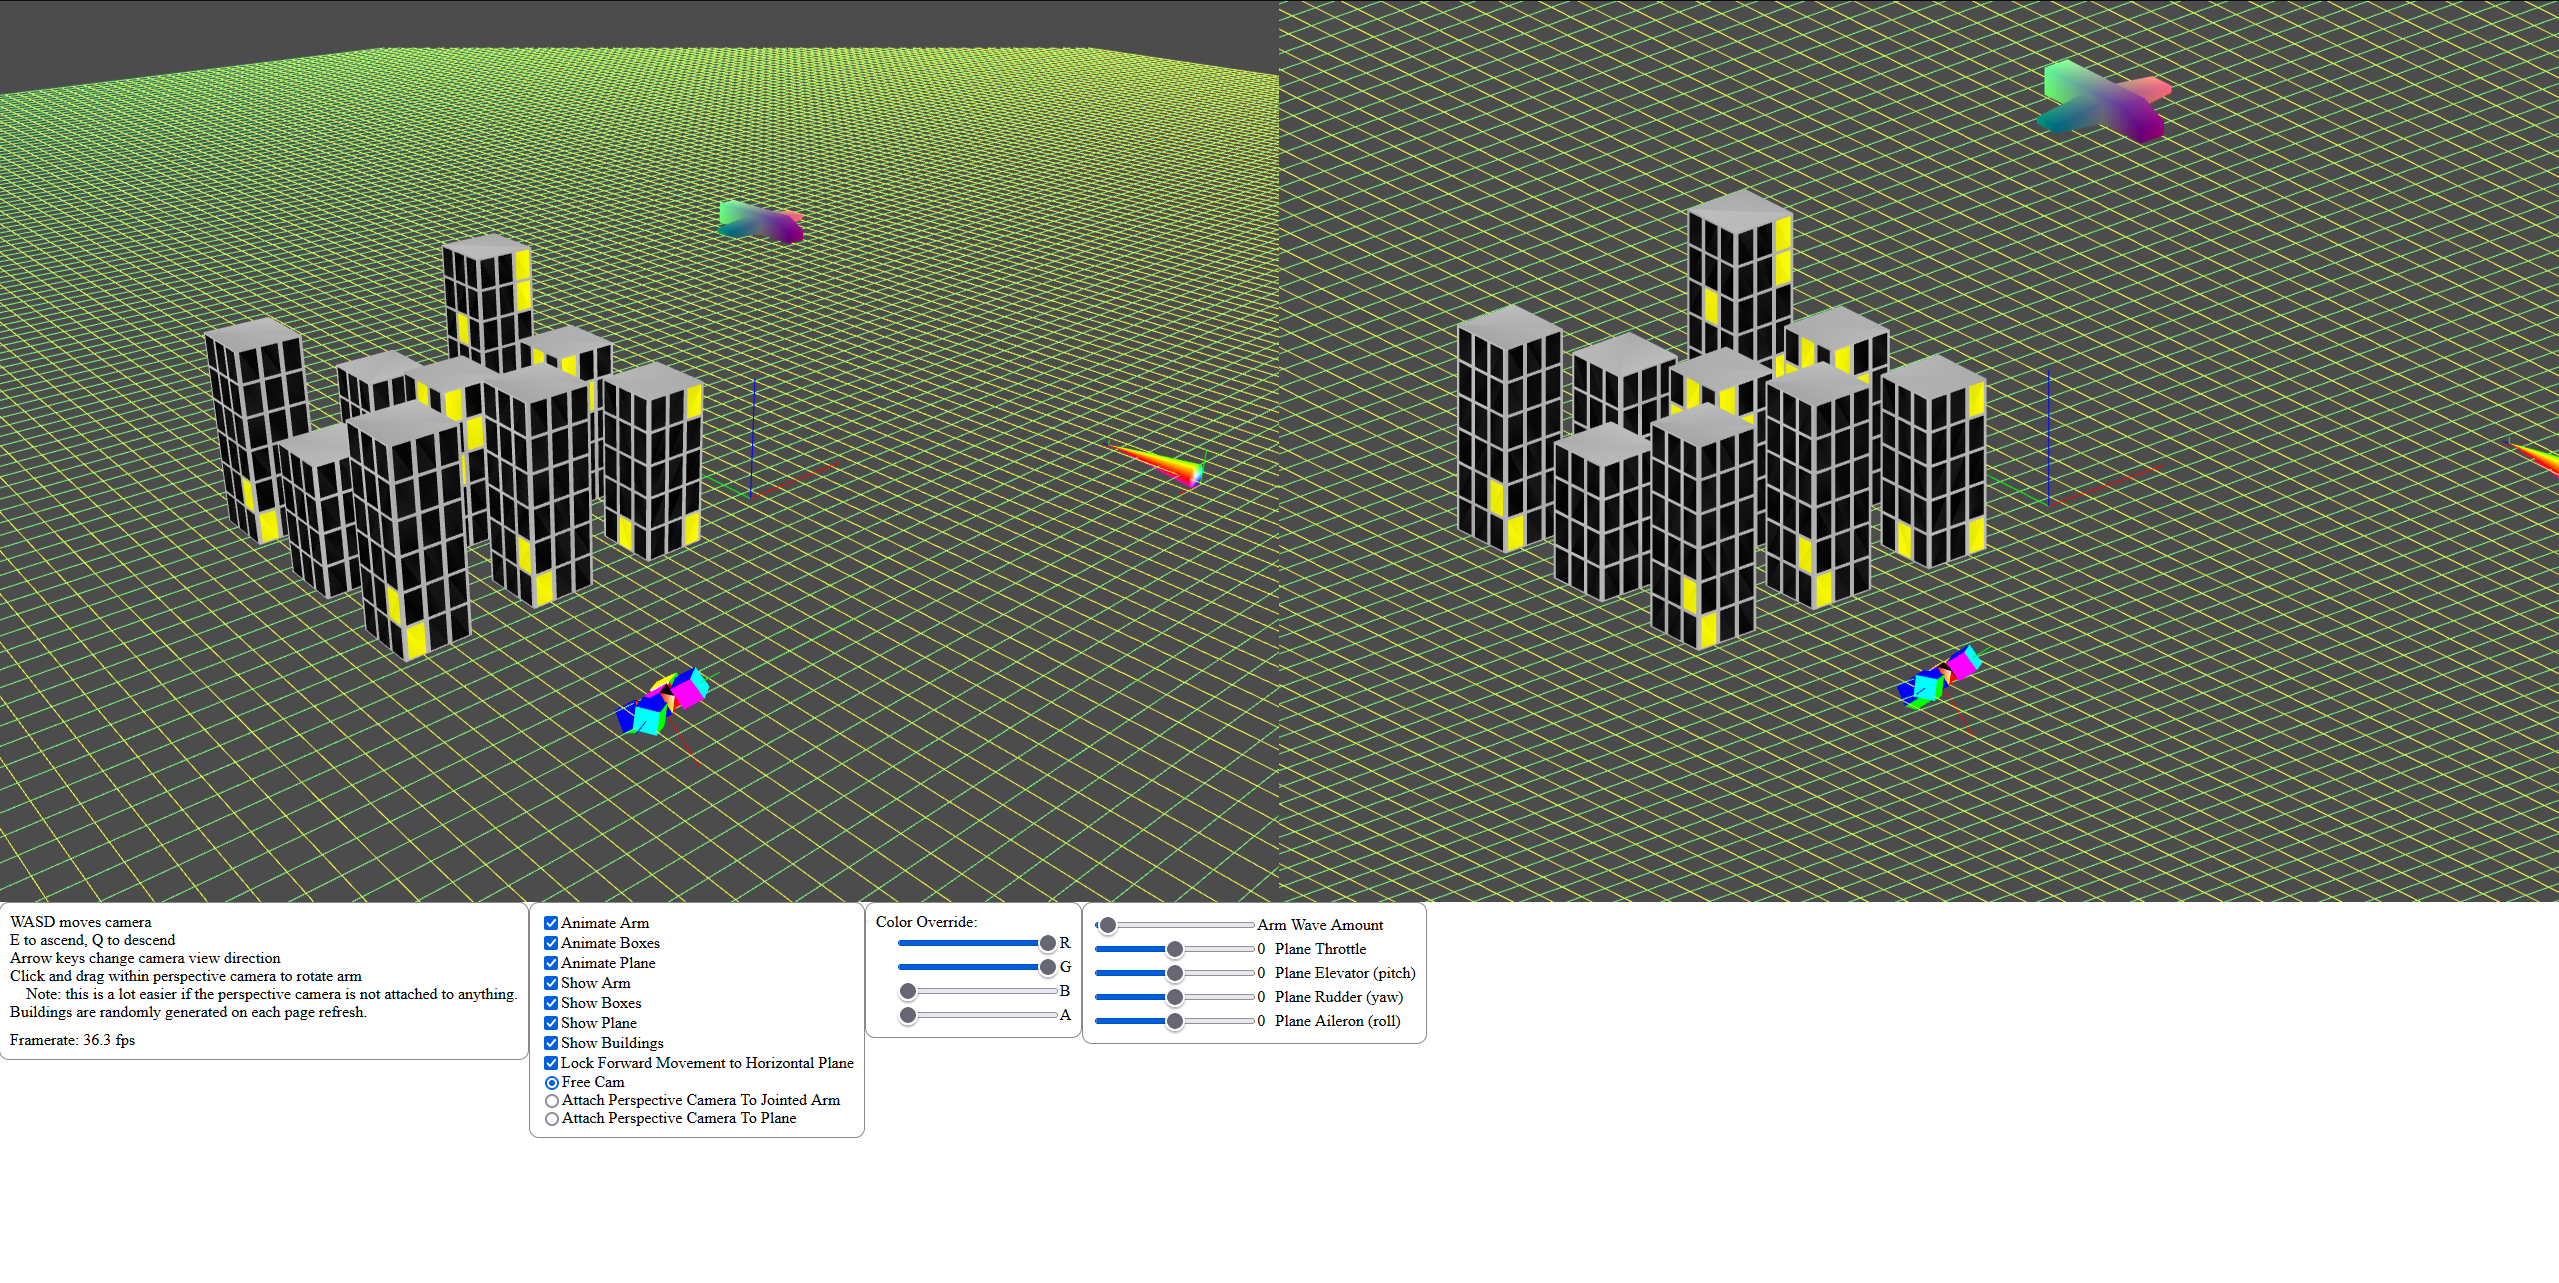 WASD moves camera
E to ascend, Q to descend
Arrow keys change camera view direction
Click and drag within perspective camera to rotate arm
Note: this is a lot easier if the perspective camera is not attached to anything.
Buildings are randomly generated on each page refresh.
Framerate: 36.3 fps
Animate Arm
Animate Boxes
Animate Plane
Show Arm
Show Boxes
Show Plane
Show Buildings
Lock Forward Movement to Horizontal Plane
Free Cam
Attach Perspective Camera To Jointed Arm
Attach Perspective Camera To Plane
Color Override:
R
G
B
A
Arm Wave Amount
0 Plane Throttle
0 Plane Elevator (pitch)
0 Plane Rudder (yaw)
0 Plane Aileron (roll)